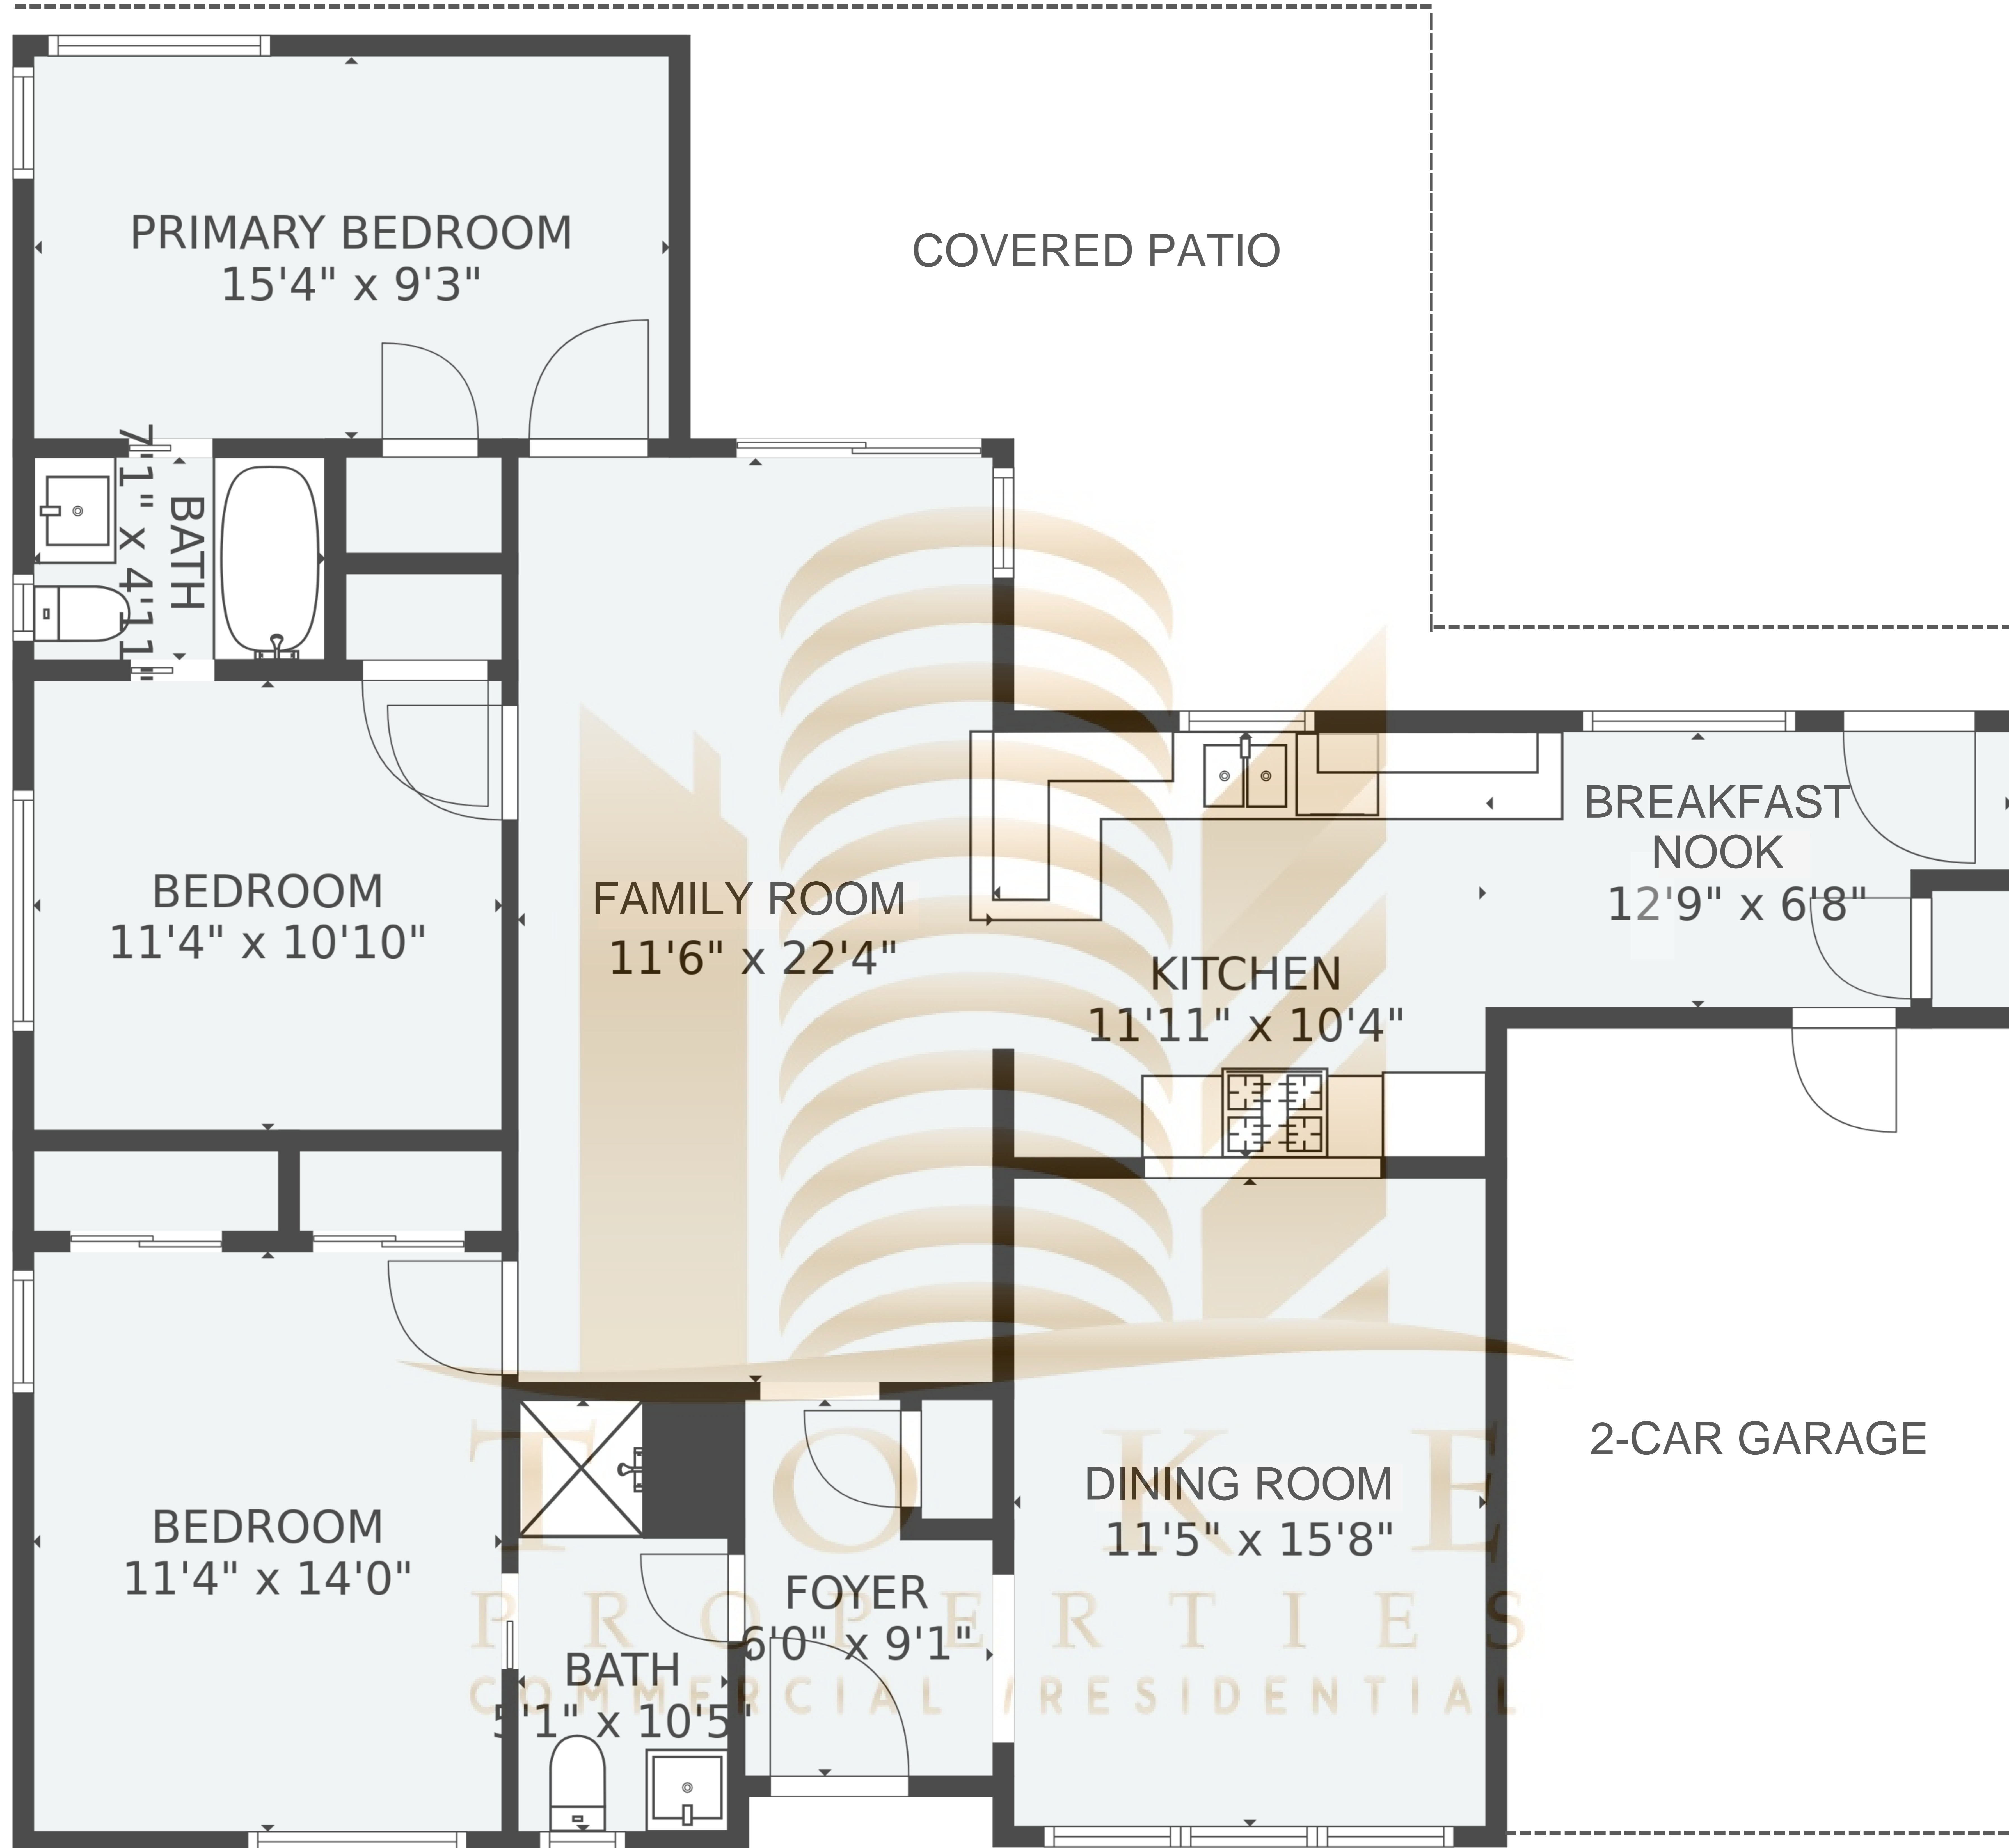 PRIMARY BEDROOM
15'4" x 9'3"
COVERED PATIO
BATH
7'1" x 4'11"
BREAKFAST
NOOK
12'9" x 6'8"
BEDROOM
11'4" x 10'10"
FAMILY ROOM
11'6" x 22'4"
KITCHEN
11'11" x 10'4"
2-CAR GARAGE
BEDROOM
11'4" x 14'0"
DINING ROOM
11'5" x 15'8"
FOYER
6'0" x 9'1"
BATH
5'1" x 10'5"
TOKE
PROPERTIES
COMMERCIAL / RESIDENTIAL